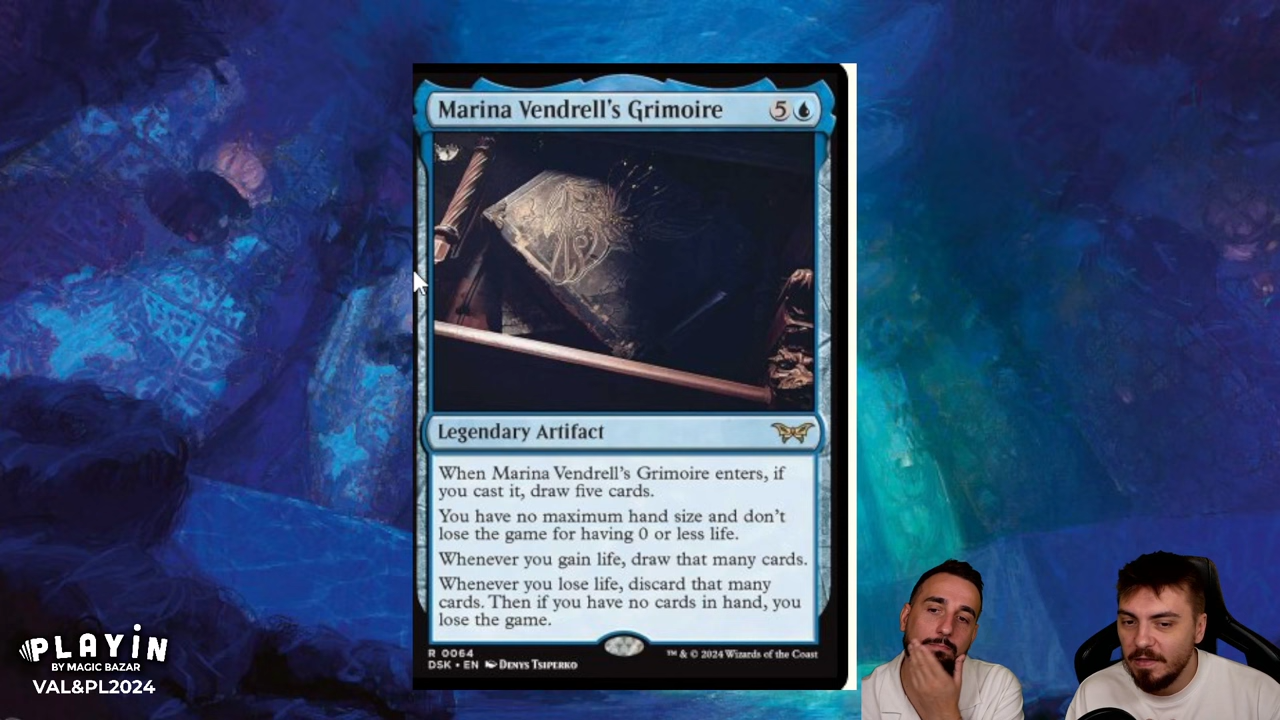 Marina Vendrell's Grimoire 5
Legendary Artifact
When Marina Vendrell's Grimoire enters, if
you cast it, draw five cards.
You have no maximum hand size and don't
lose the game for having 0 or less life.
Whenever you gain life, draw that many cards.
Whenever you lose life, discard that many
cards. Then if you have no cards in hand, you
lose the game.
R 0064
DSK • EN DENYS TSIPERKO
™ & © 2024 Wizards of the Coast
PLAYIN
BY MAGIC BAZAR
VAL&PL2024